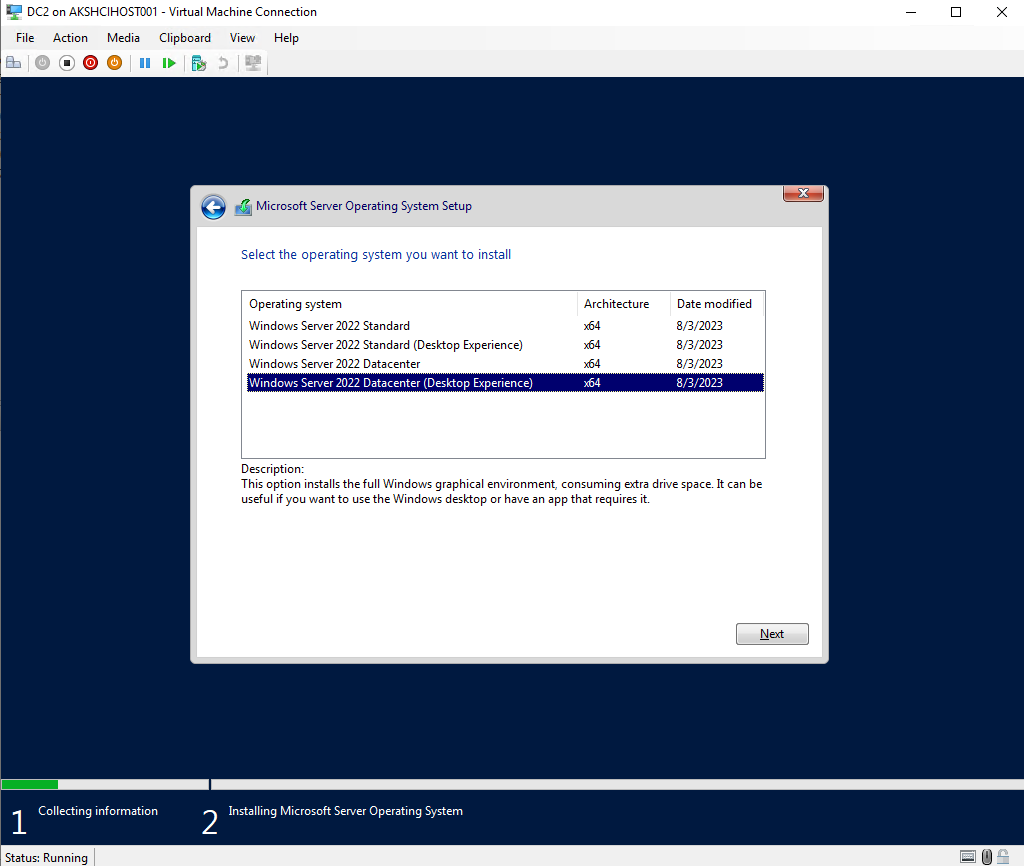 DC2 on AKSHCIHOST001 - Virtual Machine Connection
File Action Media Clipboard View Help
Microsoft Server Operating System Setup
Select the operating system you want to install
Operating system Architecture Date modified
Windows Server 2022 Standard x64 8/3/2023
Windows Server 2022 Standard (Desktop Experience) x64 8/3/2023
Windows Server 2022 Datacenter x64 8/3/2023
Windows Server 2022 Datacenter (Desktop Experience) x64 8/3/2023
Description:
This option installs the full Windows graphical environment, consuming extra drive space. It can be
useful if you want to use the Windows desktop or have an app that requires it.
Next
1 Collecting information 2 Installing Microsoft Server Operating System
Status: Running